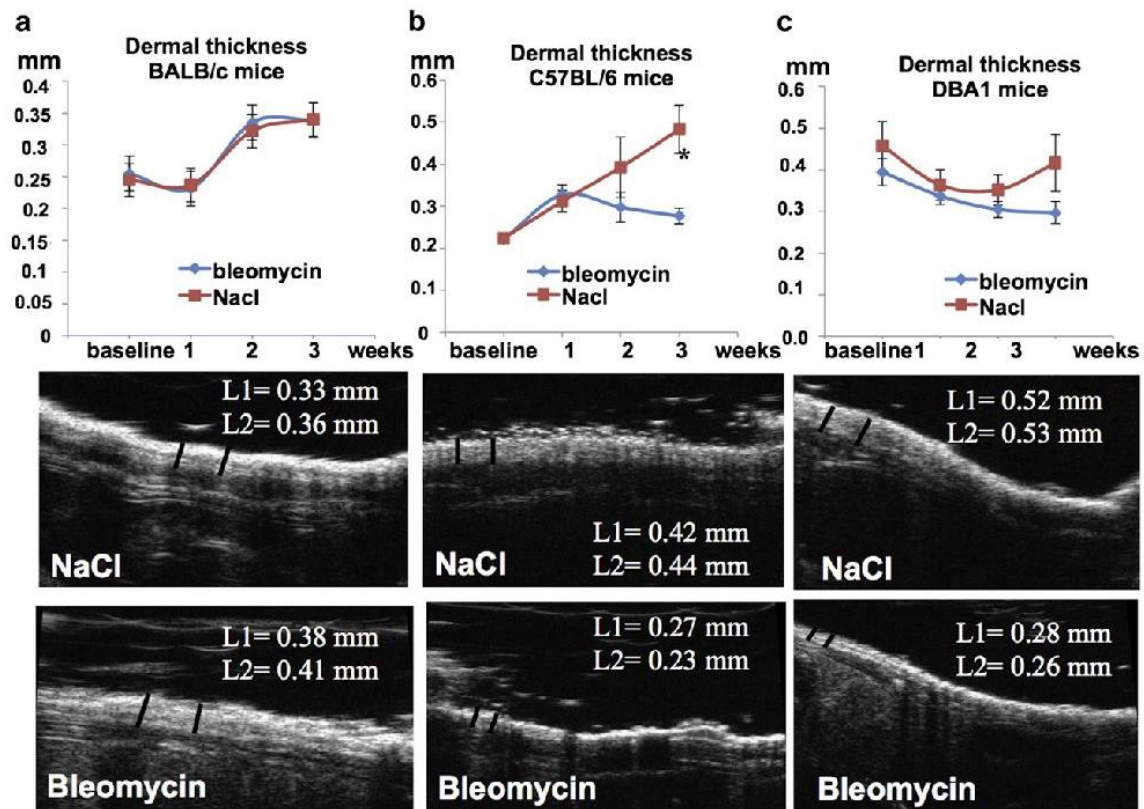 a
Dermal thickness
BALB/c mice
mm
0.4
0.35
0.3
0.25
0.2
0.15
0.1
0.05
0
bleomycin
Nacl
baseline 1 2 3 weeks
b
Dermal thickness
C57BL/6 mice
mm
0.6
0.5
0.4
0.3
0.2
0.1
0
*
bleomycin
Nacl
baseline 1 2 3 weeks
c
Dermal thickness
DBA1 mice
mm
0.6
0.5
0.4
0.3
0.2
0.1
0.0
bleomycin
Nacl
baseline 1 2 3 weeks
L1= 0.33 mm
L2= 0.36 mm
NaCl
L1= 0.42 mm
L2= 0.44 mm
NaCl
L1= 0.52 mm
L2= 0.53 mm
NaCl
L1= 0.38 mm
L2= 0.41 mm
Bleomycin
L1= 0.27 mm
L2= 0.23 mm
Bleomycin
L1= 0.28 mm
L2= 0.26 mm
Bleomycin